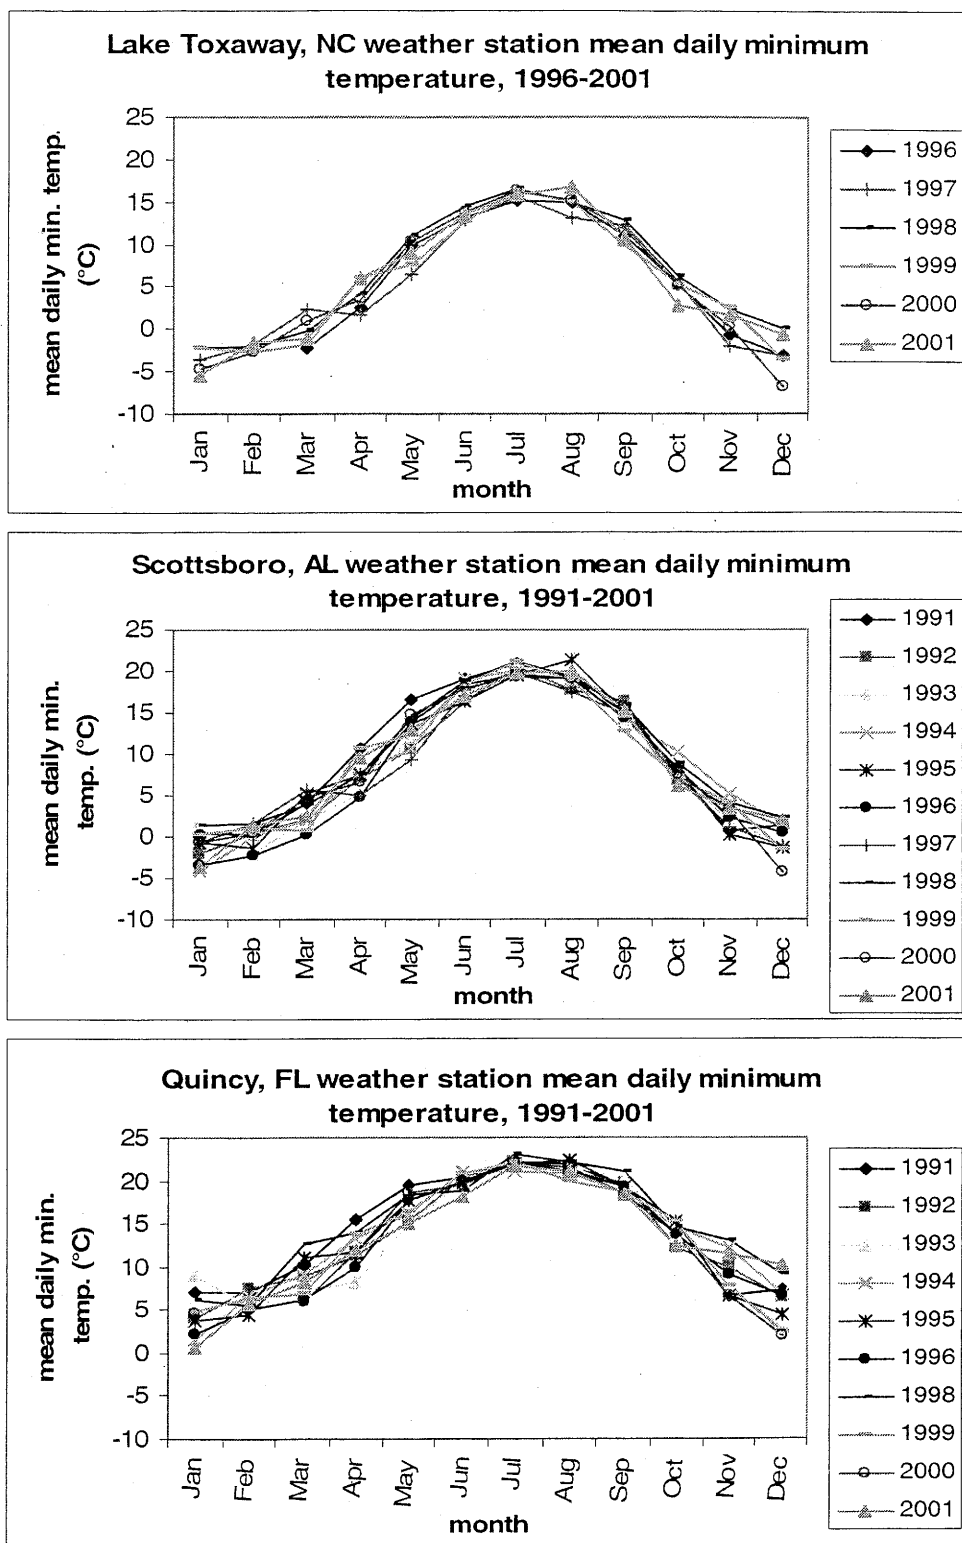 Lake Toxaway, NC weather station mean daily minimum
temperature, 1996-2001
mean daily min. temp.
(°C)
25
20
15
10
5
0
-5
-10
Jan
Feb
Mar
Apr
May
Jun
Jul
Aug
Sep
Oct
Nov
Dec
month
1996
1997
1998
1999
2000
2001
Scottsboro, AL weather station mean daily minimum
temperature, 1991-2001
mean daily min.
temp. (°C)
25
20
15
10
5
0
-5
-10
Jan
Feb
Mar
Apr
May
Jun
Jul
Aug
Sep
Oct
Nov
Dec
month
1991
1992
1993
1994
1995
1996
1997
1998
1999
2000
2001
Quincy, FL weather station mean daily minimum
temperature, 1991-2001
mean daily min.
temp. (°C)
25
20
15
10
5
0
-5
-10
Jan
Feb
Mar
Apr
May
Jun
Jul
Aug
Sep
Oct
Nov
Dec
month
1991
1992
1993
1994
1995
1996
1998
1999
2000
2001